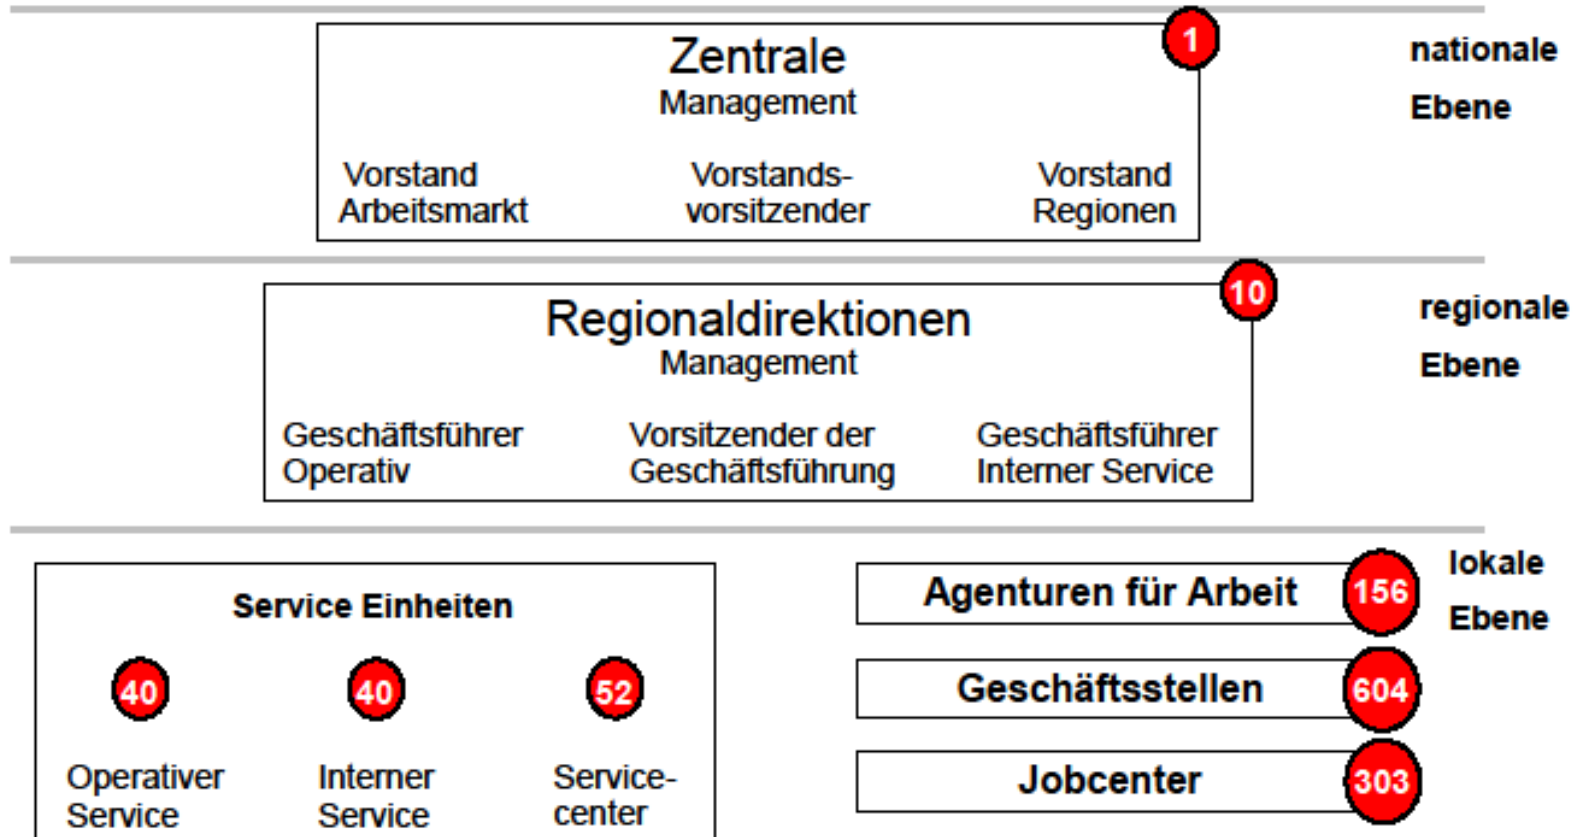 Zentrale
1
Management
Vorstand
Arbeitsmarkt
Vorstands-
vorsitzender
Vorstand
Regionen
nationale
Ebene
Regionaldirektionen
10
Management
Geschäftsführer
Operativ
Vorsitzender der
Geschäftsführung
Geschäftsführer
Interner Service
regionale
Ebene
Service Einheiten
40
Operativer
Service
40
Interner
Service
52
Service-
center
Agenturen für Arbeit
156
Geschäftsstellen
604
Jobcenter
303
lokale
Ebene